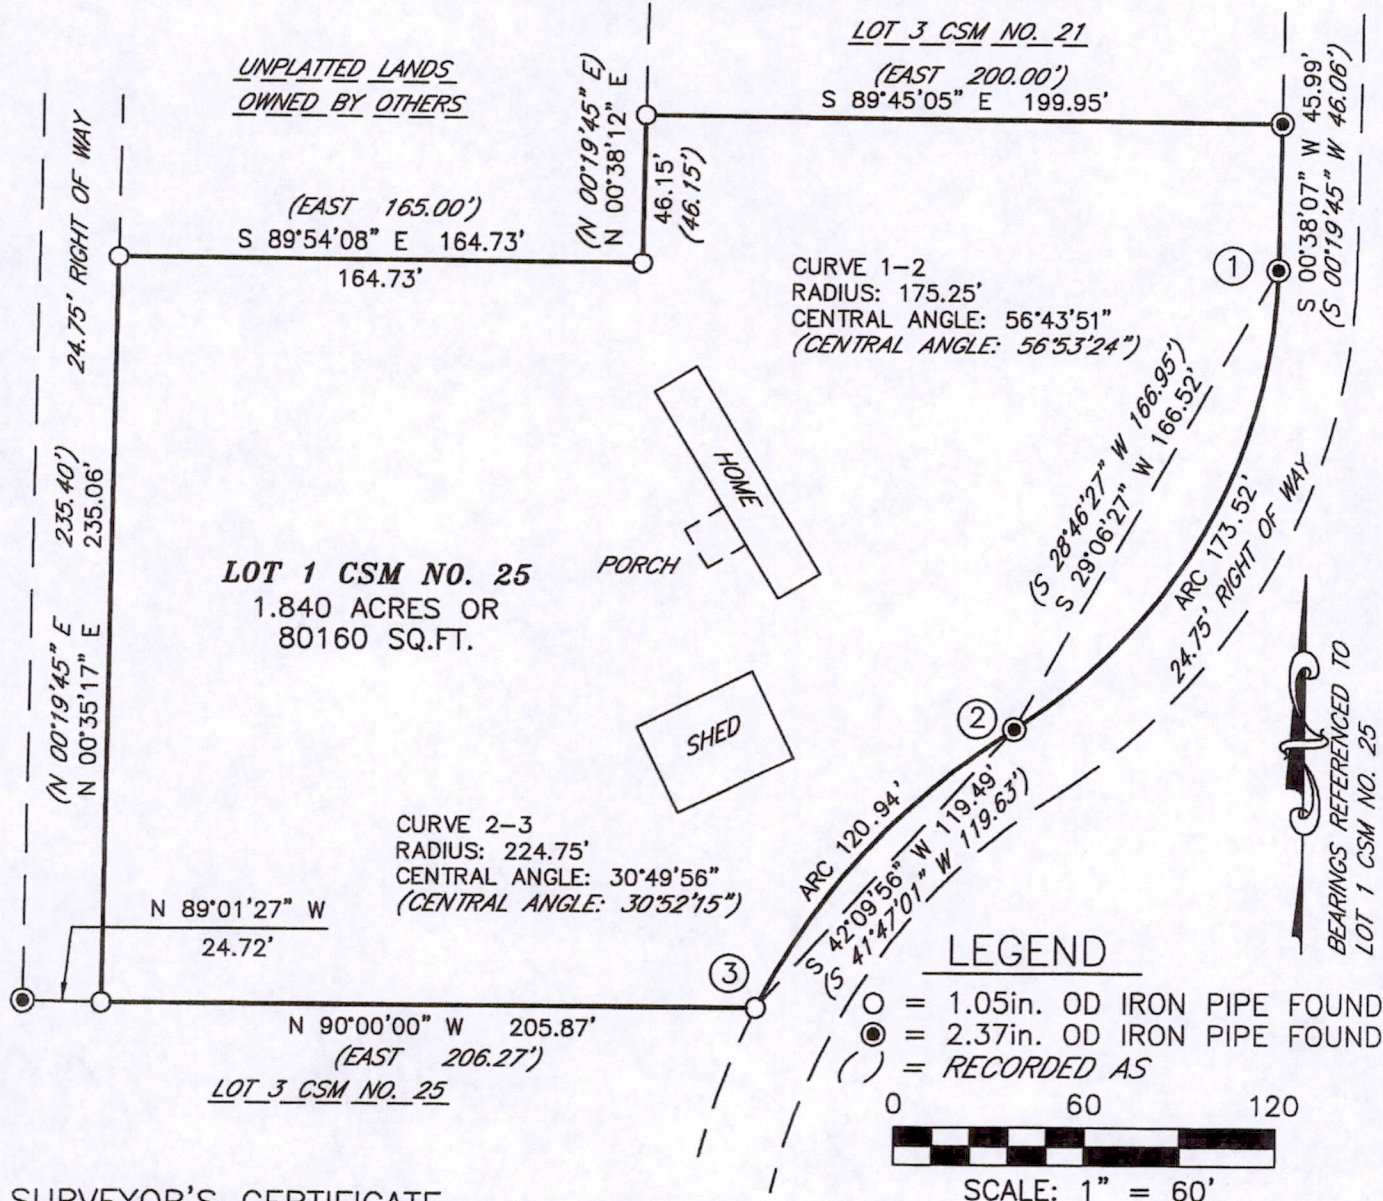 LOT 3 CSM NO. 21
(EAST 200.00')
S 89°45'05" E 199.95'
UNPLATTED LANDS
OWNED BY OTHERS
24.75' RIGHT OF WAY
(N 00°19'45" E)
N 00°38'12" E
46.15'
(46.15')
S 00°38'07" W 45.99'
(S 00°19'45" W 46.06')
(EAST 165.00')
S 89°54'08" E 164.73'
164.73'
1
CURVE 1-2
RADIUS: 175.25'
CENTRAL ANGLE: 56°43'51"
(CENTRAL ANGLE: 56°53'24")
(S 28°46'27" W 166.95')
S 29°06'27" W 166.52'
ARC 173.52'
24.75' RIGHT OF WAY
HOME
PORCH
(N 00°19'45" E 235.40')
N 00°35'17" E 235.06'
LOT 1 CSM NO. 25
1.840 ACRES OR
80160 SQ.FT.
SHED
2
BEARINGS REFERENCED TO
LOT 1 CSM NO. 25
CURVE 2-3
RADIUS: 224.75'
CENTRAL ANGLE: 30°49'56"
(CENTRAL ANGLE: 30°52'15")
ARC 120.94'
S 42°09'56" W 119.49'
(S 41°47'01" W 119.63')
N 89°01'27" W
24.72'
3
N 90°00'00" W 205.87'
(EAST 206.27')
LOT 3 CSM NO. 25
LEGEND
= 1.05in. OD IRON PIPE FOUND
= 2.37in. OD IRON PIPE FOUND
( ) = RECORDED AS
0 60 120
SCALE: 1" = 60'
SURVEYOR'S CERTIFICATE